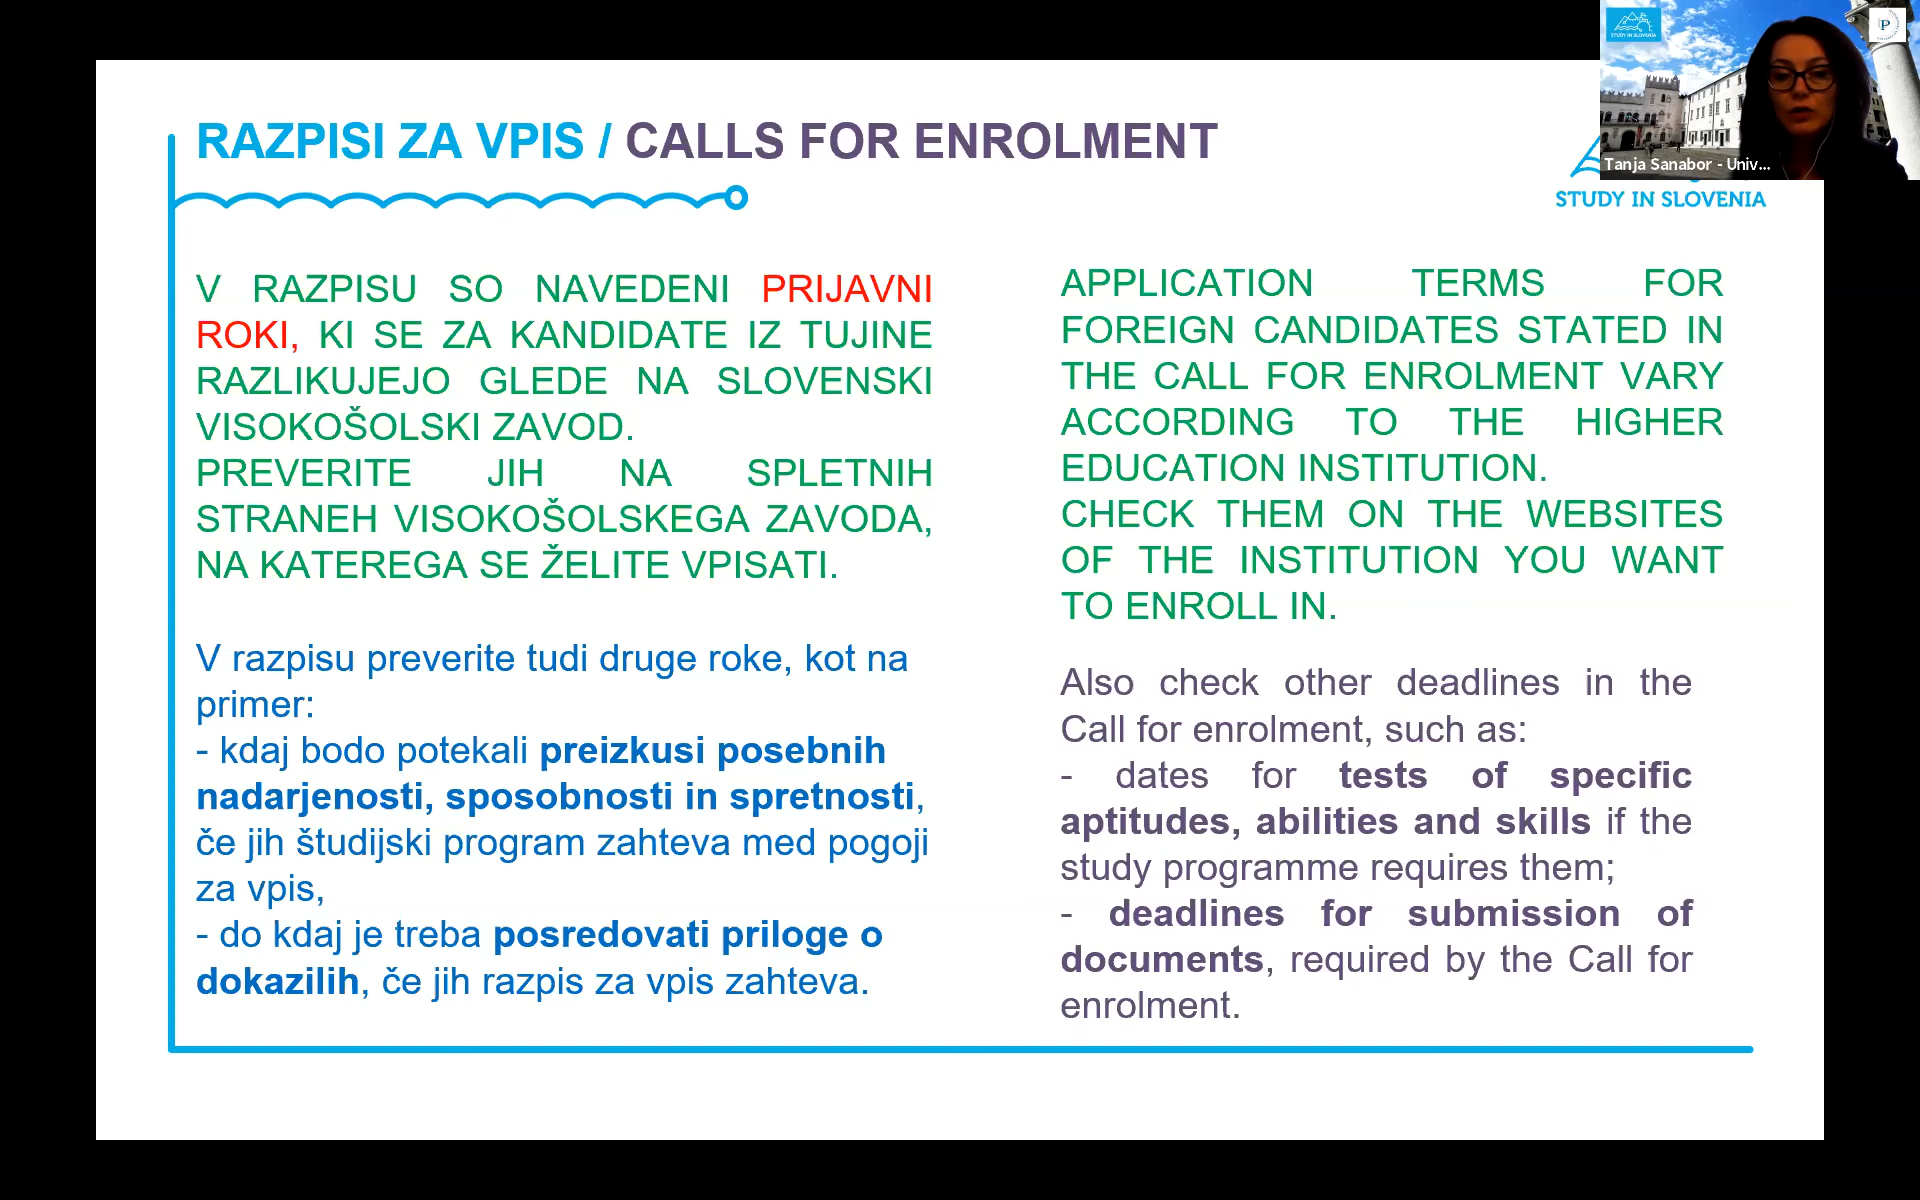 RAZPISI ZA VPIS / CALLS FOR ENROLMENT
STUDY IN SLOVENIA
P
Tanja Sanabor - Univ...
STUDY IN SLOVENIA
V RAZPISU SO NAVEDENI PRIJAVNI
ROKI, KI SE ZA KANDIDATE IZ TUJINE
RAZLIKUJEJO GLEDE NA SLOVENSKI
VISOKOŠOLSKI ZAVOD.
PREVERITE JIH NA SPLETNIH
STRANEH VISOKOŠOLSKEGA ZAVODA,
NA KATEREGA SE ŽELITE VPISATI.
V razpisu preverite tudi druge roke, kot na
primer:
- kdaj bodo potekali preizkusi posebnih
nadarjenosti, sposobnosti in spretnosti,
če jih študijski program zahteva med pogoji
za vpis,
- do kdaj je treba posredovati priloge o
dokazilih, če jih razpis za vpis zahteva.
APPLICATION TERMS FOR
FOREIGN CANDIDATES STATED IN
THE CALL FOR ENROLMENT VARY
ACCORDING TO THE HIGHER
EDUCATION INSTITUTION.
CHECK THEM ON THE WEBSITES
OF THE INSTITUTION YOU WANT
TO ENROLL IN.
Also check other deadlines in the
Call for enrolment, such as:
- dates for tests of specific
aptitudes, abilities and skills if the
study programme requires them;
- deadlines for submission of
documents, required by the Call for
enrolment.